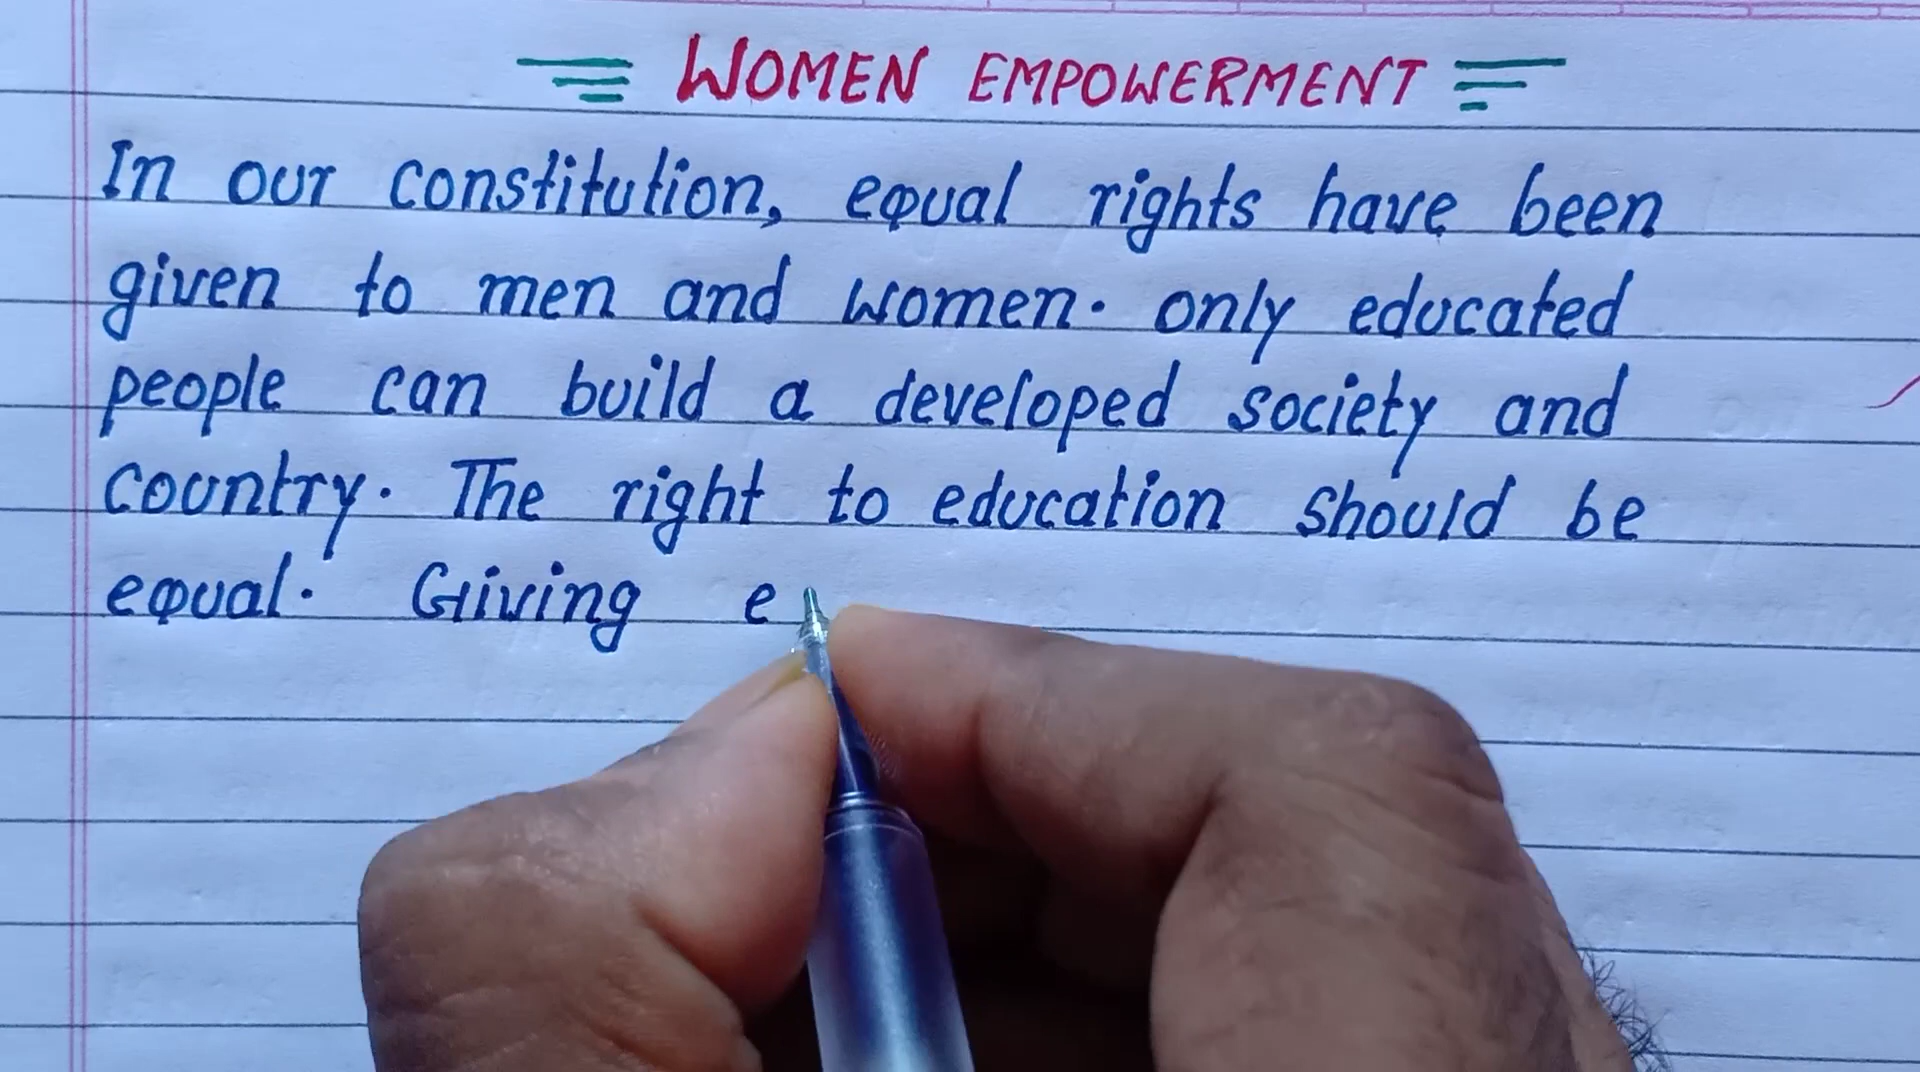 WOMEN EMPOWERMENT
In our constitution, equal rights have been
given to men and women. only educated
people can build a developed society and
country. The right to education should be
equal. Giving e